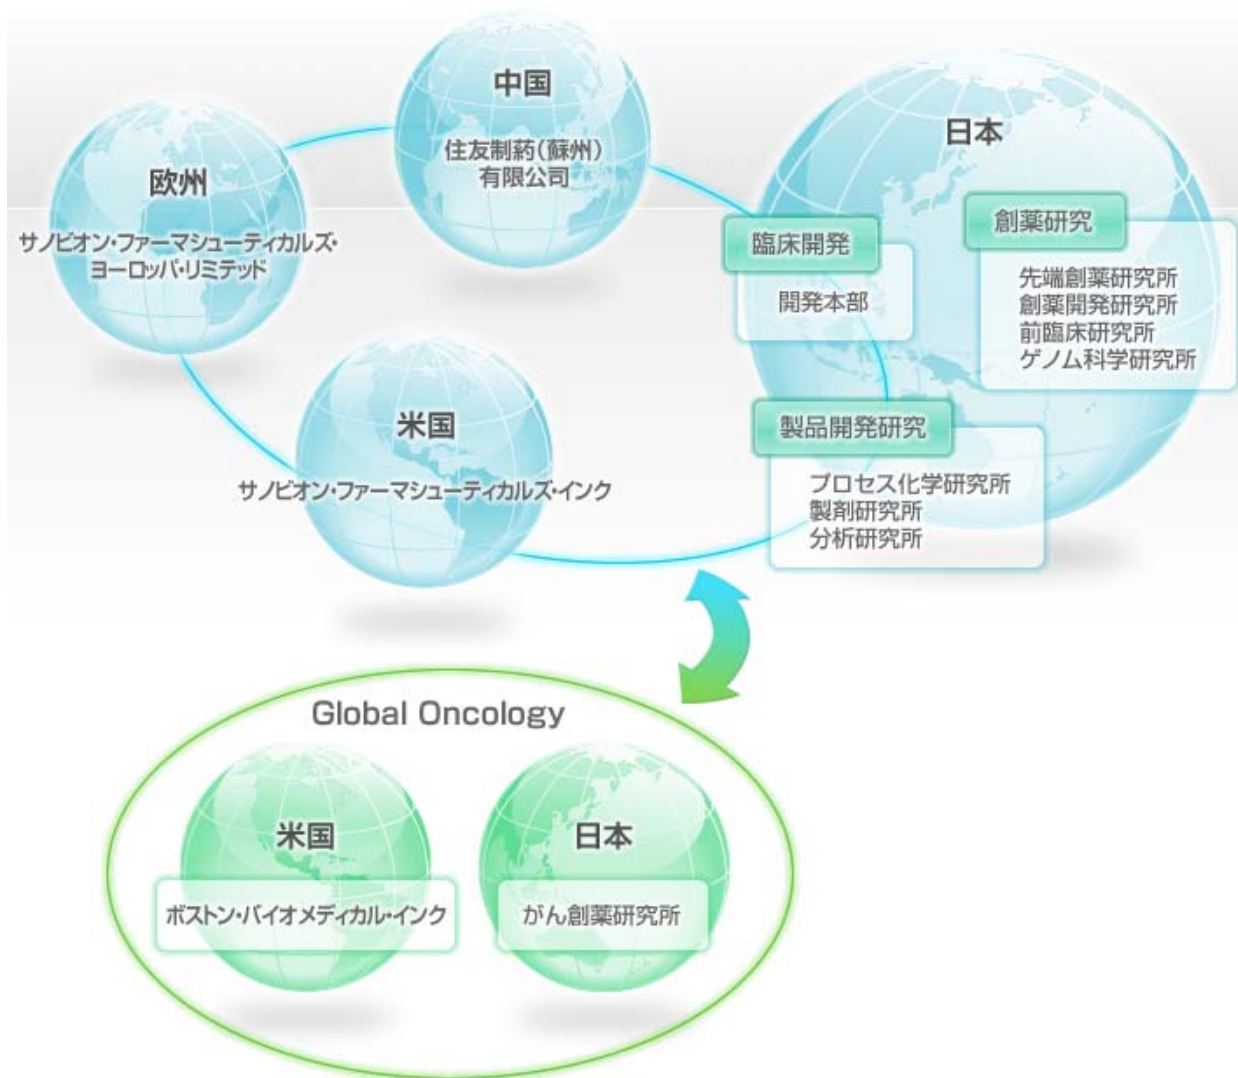 中国
住友制葯(蘇州)
有限公司
欧州
サノビオン・ファーマシューティカルズ・
ヨーロッパ・リミテッド
米国
サノビオン・ファーマシューティカルズ・インク
日本
創薬研究
先端創薬研究所
創薬開発研究所
前臨床研究所
ゲノム科学研究所
臨床開発
開発本部
製品開発研究
プロセス化学研究所
製剤研究所
分析研究所
Global Oncology
米国
ボストン・バイオメディカル・インク
日本
がん創薬研究所